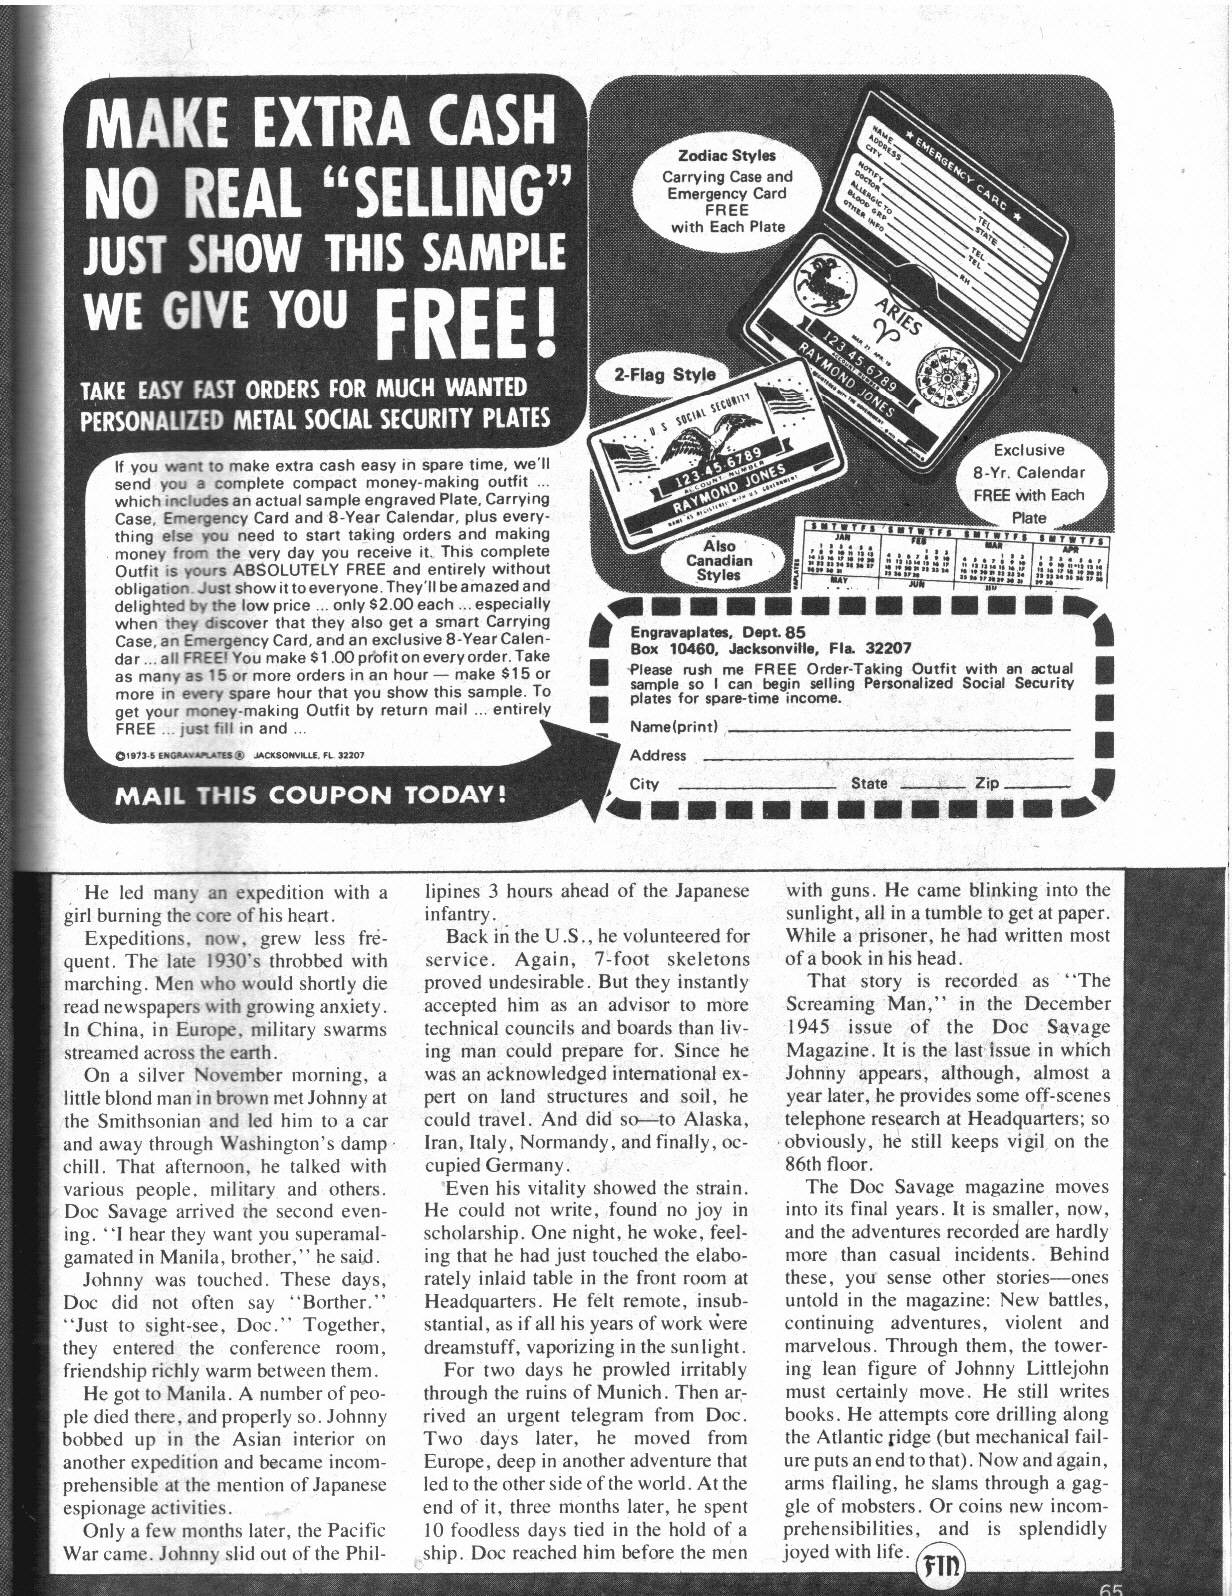 MAKE EXTRA CASH
NO REAL "SELLING"
JUST SHOW THIS SAMPLE
WE GIVE YOU FREE!
TAKE EASY FAST ORDERS FOR MUCH WANTED
PERSONALIZED METAL SOCIAL SECURITY PLATES
If you want to make extra cash easy in spare time, we'll
send you a complete compact money-making outfit ...
which includes an actual sample engraved Plate, Carrying
Case, Emergency Card and 8-Year Calendar, plus every-
thing else you need to start taking orders and making
money from the very day you receive it. This complete
Outfit is yours ABSOLUTELY FREE and entirely without
obligation. Just show it to everyone. They'll be amazed and
delighted by the low price ... only $2.00 each ... especially
when they discover that they also get a smart Carrying
Case, an Emergency Card, and an exclusive 8-Year Calen-
dar ... all FREE! You make $1.00 profit on every order. Take
as many as 15 or more orders in an hour — make $15 or
more in every spare hour that you show this sample. To
get your money-making Outfit by return mail ... entirely
FREE ... just fill in and ...
©1973-5 ENGRAVAPLATES® JACKSONVILLE, FL 32207
MAIL THIS COUPON TODAY!
Zodiac Styles
Carrying Case and
Emergency Card
FREE
with Each Plate
★ EMERGENCY CARD ★
NAME
ADDRESS
CITY
TEL
STATE
NOTIFY
TEL
DOCTOR
TEL
ALLERGIC TO
BLOOD GRP
RH
OTHER INFO
ARIES
MAR 21 APR 19
123 45 6789
ACCOUNT NUMBER
RAYMOND JONES
2-Flag Style
U S SOCIAL SECURITY
123-45-6789
ACCOUNT NUMBER
RAYMOND JONES
NAME AS REGISTERED WITH U.S. GOVERNMENT
Also
Canadian
Styles
Exclusive
8-Yr. Calendar
FREE with Each
Plate
S M T W T F S S M T W T F S S M T W T F S S M T W T F S
JAN FEB MAR APR
MAY JUN
Engravaplates, Dept. 85
Box 10460, Jacksonville, Fla. 32207
Please rush me FREE Order-Taking Outfit with an actual
sample so I can begin selling Personalized Social Security
plates for spare-time income.
Name(print)
Address
City State Zip
He led many an expedition with a
girl burning the core of his heart.
Expeditions, now, grew less fre-
quent. The late 1930's throbbed with
marching. Men who would shortly die
read newspapers with growing anxiety.
In China, in Europe, military swarms
streamed across the earth.
On a silver November morning, a
little blond man in brown met Johnny at
the Smithsonian and led him to a car
and away through Washington's damp
chill. That afternoon, he talked with
various people, military and others.
Doc Savage arrived the second even-
ing. "I hear they want you superamal-
gamated in Manila, brother," he said.
Johnny was touched. These days,
Doc did not often say "Borther."
"Just to sight-see, Doc." Together,
they entered the conference room,
friendship richly warm between them.
He got to Manila. A number of peo-
ple died there, and properly so. Johnny
bobbed up in the Asian interior on
another expedition and became incom-
prehensible at the mention of Japanese
espionage activities.
Only a few months later, the Pacific
War came. Johnny slid out of the Phil-
lipines 3 hours ahead of the Japanese
infantry.
Back in the U.S., he volunteered for
service. Again, 7-foot skeletons
proved undesirable. But they instantly
accepted him as an advisor to more
technical councils and boards than liv-
ing man could prepare for. Since he
was an acknowledged international ex-
pert on land structures and soil, he
could travel. And did so—to Alaska,
Iran, Italy, Normandy, and finally, oc-
cupied Germany.
Even his vitality showed the strain.
He could not write, found no joy in
scholarship. One night, he woke, feel-
ing that he had just touched the elabo-
rately inlaid table in the front room at
Headquarters. He felt remote, insub-
stantial, as if all his years of work were
dreamstuff, vaporizing in the sunlight.
For two days he prowled irritably
through the ruins of Munich. Then ar-
rived an urgent telegram from Doc.
Two days later, he moved from
Europe, deep in another adventure that
led to the other side of the world. At the
end of it, three months later, he spent
10 foodless days tied in the hold of a
ship. Doc reached him before the men
with guns. He came blinking into the
sunlight, all in a tumble to get at paper.
While a prisoner, he had written most
of a book in his head.
That story is recorded as "The
Screaming Man," in the December
1945 issue of the Doc Savage
Magazine. It is the last issue in which
Johnny appears, although, almost a
year later, he provides some off-scenes
telephone research at Headquarters; so
obviously, he still keeps vigil on the
86th floor.
The Doc Savage magazine moves
into its final years. It is smaller, now,
and the adventures recorded are hardly
more than casual incidents. Behind
these, you sense other stories—ones
untold in the magazine: New battles,
continuing adventures, violent and
marvelous. Through them, the tower-
ing lean figure of Johnny Littlejohn
must certainly move. He still writes
books. He attempts core drilling along
the Atlantic ridge (but mechanical fail-
ure puts an end to that). Now and again,
arms flailing, he slams through a gag-
gle of mobsters. Or coins new incom-
prehensibilities, and is splendidly
joyed with life.
FIN
65